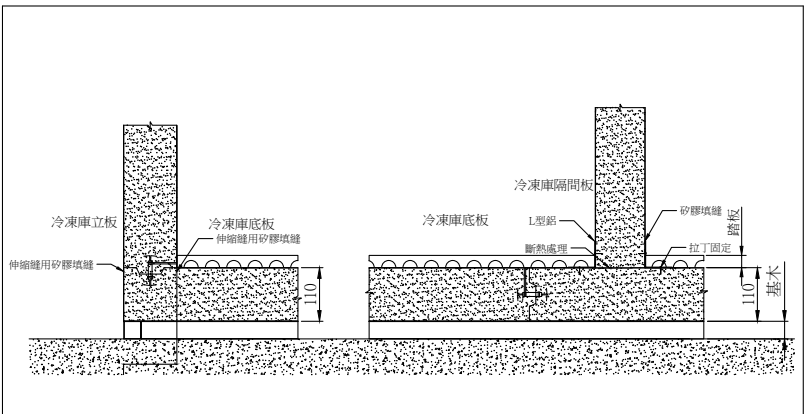 冷凍庫立板
冷凍庫底板
伸縮縫用矽膠填縫
伸縮縫用矽膠填縫
110
冷凍庫底板
冷凍庫隔間板
L型鋁
斷熱處理
矽膠填縫
拉丁固定
踏板
110
基木